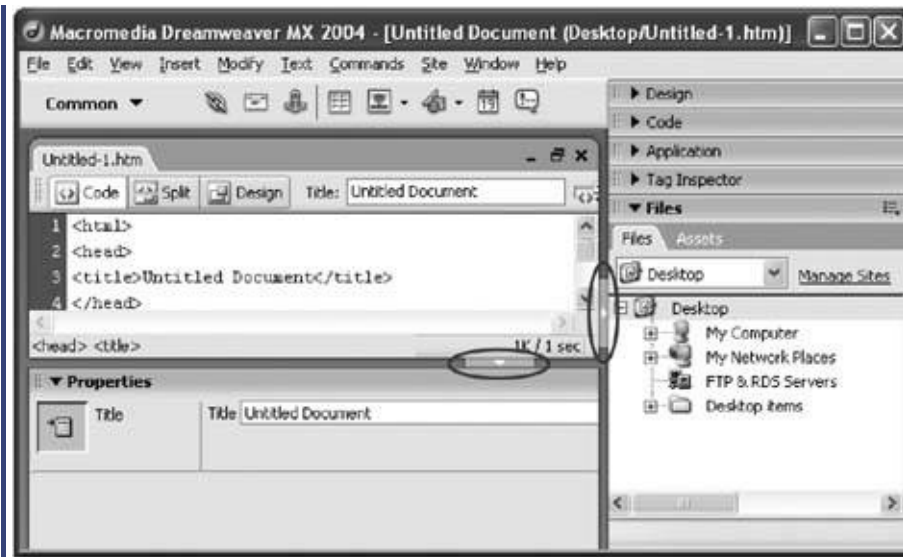 Macromedia Dreamweaver MX 2004 - [Untitled Document (Desktop/Untitled-1.htm)]
File Edit View Insert Modify Text Commands Site Window Help
Common
Untitled-1.htm
Code Split Design Title: Untitled Document
1 <html>
2 <head>
3 <title>Untitled Document</title>
4 </head>
<head> <title> 1K / 1 sec
Properties
Title Title Untitled Document
Design
Code
Application
Tag Inspector
Files
Files Assets
Desktop Manage Sites
Desktop
My Computer
My Network Places
FTP & RDS Servers
Desktop items